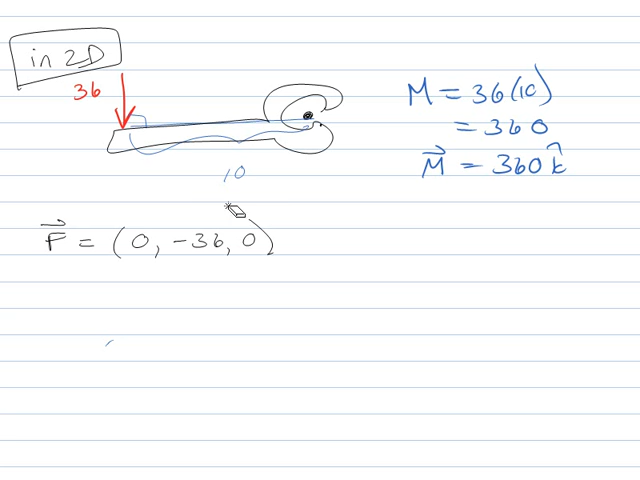 in 2D
36
10
M = 36(10)
= 360
M⃗ = 360 k̂
F⃗ = (0, -36, 0)